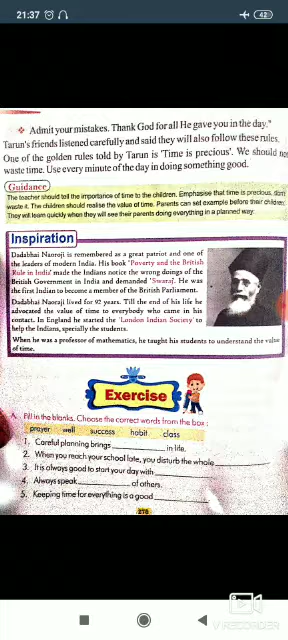 21:37
42
❖ Admit your mistakes. Thank God for all He gave you in the day."
Tarun's friends listened carefully and said they will also follow these rules.
One of the golden rules told by Tarun is 'Time is precious'. We should not
waste time. Use every minute of the day in doing something good.
Guidance
The teacher should tell the importance of time to the children. Emphasise that time is precious, don't
waste it. The children should realise the value of time. Parents can set example before their children.
They will learn quickly when they will see their parents doing everything in a planned way.
Inspiration
Dadabhai Naoroji is remembered as a great patriot and one of
the leaders of modern India. His book 'Poverty and the British
Rule in India' made the Indians notice the wrong doings of the
British Government in India and demanded 'Swaraj'. He was
the first Indian to become a member of the British Parliament.
Dadabhai Naoraji lived for 92 years. Till the end of his life he
advocated the value of time to everybody who came in his
contact. In England he started the 'London Indian Society' to
help the Indians, specially the students.
When he was a professor of mathematics, he taught his students to understand the value
of time.
Exercise
A. Fill in the blanks. Choose the correct words from the box :
prayer well success habit class
1. Careful planning brings __________ in life.
2. When you reach your school late, you disturb the whole __________
3. It is always good to start your day with __________
4. Always speak __________ of others.
5. Keeping time for everything is a good __________
276
V RECORDER